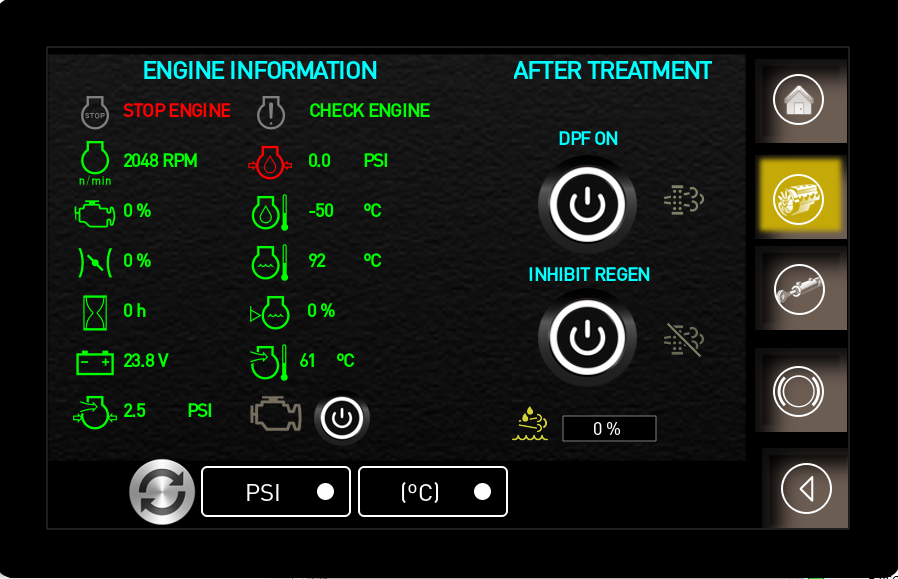 ENGINE INFORMATION
AFTER TREATMENT
STOP
STOP ENGINE
CHECK ENGINE
DPF ON
n/min
2048 RPM
0.0 PSI
0 %
-50 ºC
0 %
92 ºC
INHIBIT REGEN
0 h
0 %
23.8 V
61 ºC
2.5 PSI
0 %
PSI
(ºC)